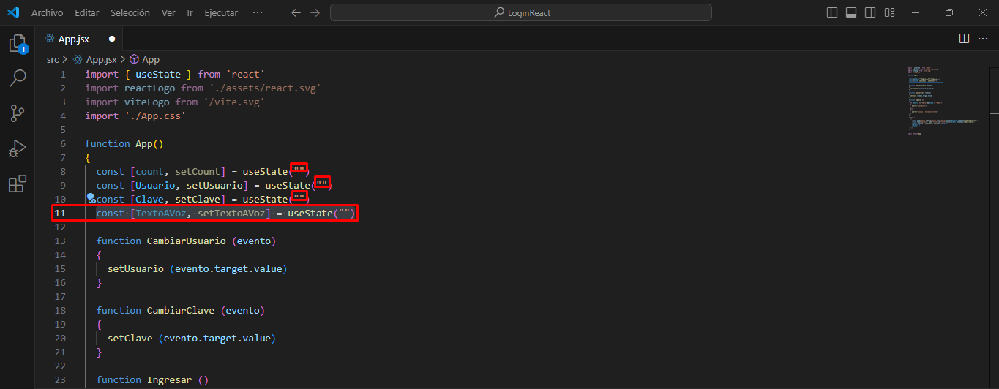 Archivo Editar Selección Ver Ir Ejecutar ··· LoginReact
App.jsx
1
src > App.jsx > App
1 import { useState } from 'react'
2 import reactLogo from './assets/react.svg'
3 import viteLogo from '/vite.svg'
4 import './App.css'
5
6 function App()
7 {
8 const [count, setCount] = useState("")
9 const [Usuario, setUsuario] = useState("")
10 const [Clave, setClave] = useState("")
11 const [TextoAVoz, setTextoAVoz] = useState("")
12
13 function CambiarUsuario (evento)
14 {
15 setUsuario (evento.target.value)
16 }
17
18 function CambiarClave (evento)
19 {
20 setClave (evento.target.value)
21 }
22
23 function Ingresar ()